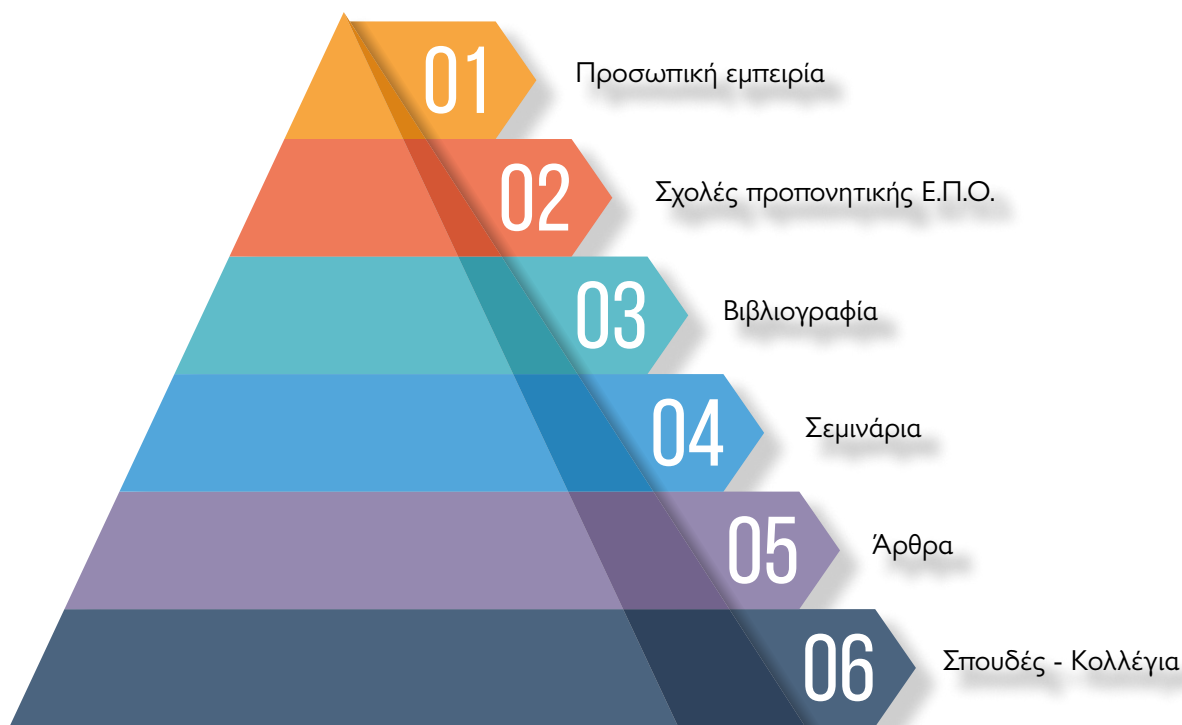 01
Προσωπική εμπειρία
02
Σχολές προπονητικής Ε.Π.Ο.
03
Βιβλιογραφία
04
Σεμινάρια
05
Άρθρα
06
Σπουδές - Κολλέγια